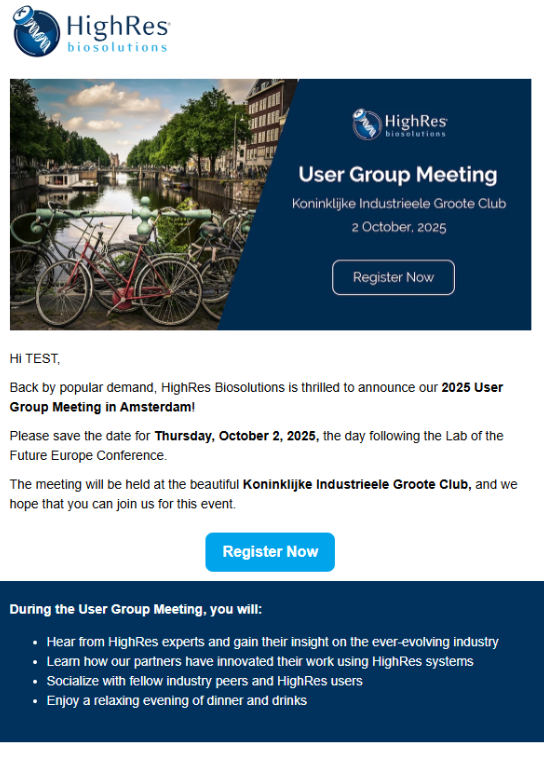 HighRes®
biosolutions
HighRes®
biosolutions
User Group Meeting
Koninklijke Industrieele Groote Club
2 October, 2025
Register Now
Hi TEST,
Back by popular demand, HighRes Biosolutions is thrilled to announce our 2025 User
Group Meeting in Amsterdam!
Please save the date for Thursday, October 2, 2025, the day following the Lab of the
Future Europe Conference.
The meeting will be held at the beautiful Koninklijke Industrieele Groote Club, and we
hope that you can join us for this event.
Register Now
During the User Group Meeting, you will:
• Hear from HighRes experts and gain their insight on the ever-evolving industry
• Learn how our partners have innovated their work using HighRes systems
• Socialize with fellow industry peers and HighRes users
• Enjoy a relaxing evening of dinner and drinks